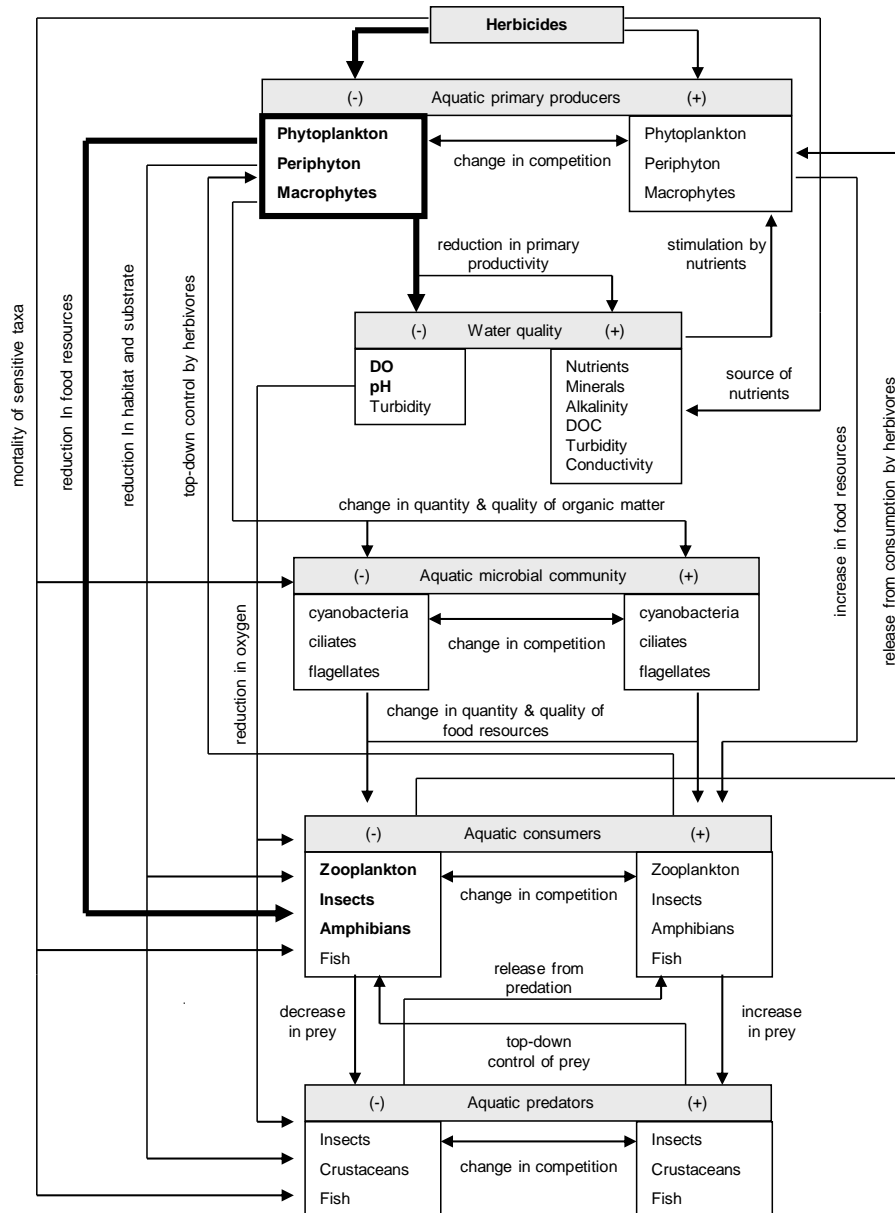 Herbicides
(-) Aquatic primary producers (+)
Phytoplankton
Periphyton
Macrophytes
change in competition
Phytoplankton
Periphyton
Macrophytes
reduction in primary
productivity
stimulation by
nutrients
(-) Water quality (+)
DO
pH
Turbidity
Nutrients
Minerals
Alkalinity
DOC
Turbidity
Conductivity
source of
nutrients
mortality of sensitive taxa
reduction In food resources
reduction In habitat and substrate
top-down control by herbivores
reduction in oxygen
increase in food resources
release from consumption by herbivores
change in quantity & quality of organic matter
(-) Aquatic microbial community (+)
cyanobacteria
ciliates
flagellates
change in competition
cyanobacteria
ciliates
flagellates
change in quantity & quality of
food resources
(-) Aquatic consumers (+)
Zooplankton
Insects
Amphibians
Fish
change in competition
Zooplankton
Insects
Amphibians
Fish
release from
predation
decrease
in prey
top-down
control of prey
increase
in prey
(-) Aquatic predators (+)
Insects
Crustaceans
Fish
change in competition
Insects
Crustaceans
Fish